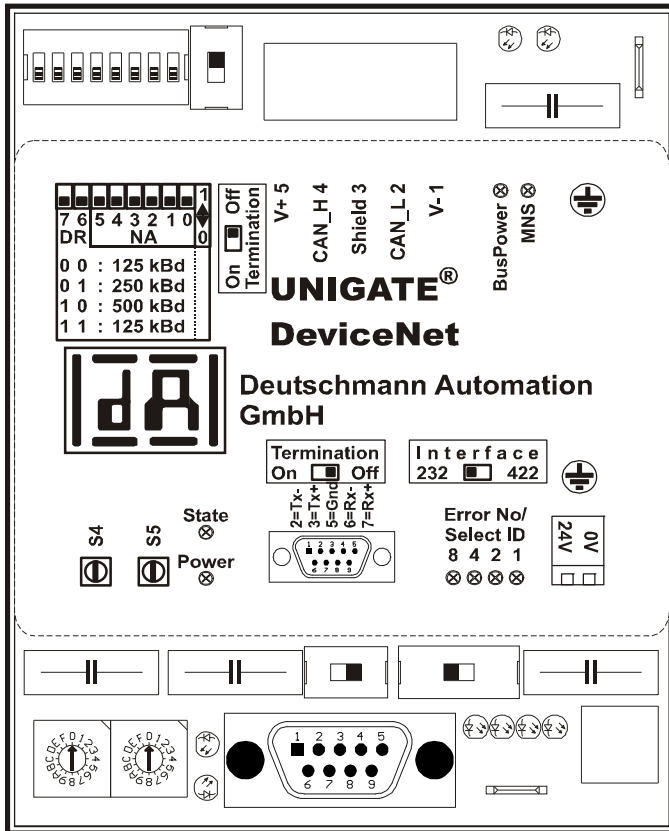 7 6 5 4 3 2 1 0
1
0
DR NA
0 0 : 125 kBd
0 1 : 250 kBd
1 0 : 500 kBd
1 1 : 125 kBd
On Off
Termination
V+ 5
CAN_H 4
Shield 3
CAN_L 2
V- 1
BusPower
MNS
UNIGATE®
DeviceNet
dA
Deutschmann Automation
GmbH
Termination
On Off
Interface
232 422
2=Tx-
3=Tx+
5=Gnd
6=Rx-
7=Rx+
1 2 3 4 5
6 7 8 9
S4
S5
State
Power
Error No/
Select ID
8 4 2 1
24V
0V
0123456789ABCDEF
0123456789ABCDEF
1 2 3 4 5
6 7 8 9